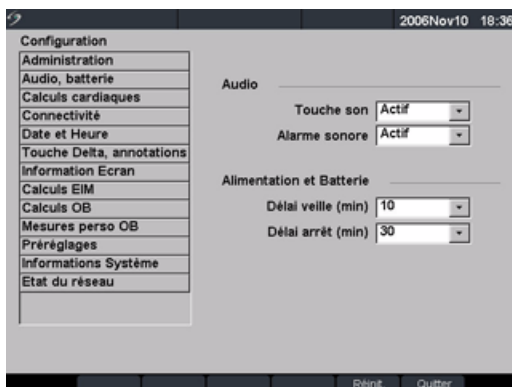 2006Nov10 18:36
Configuration
Administration
Audio, batterie
Calculs cardiaques
Connectivité
Date et Heure
Touche Delta, annotations
Information Ecran
Calculs EIM
Calculs OB
Mesures perso OB
Préréglages
Informations Système
Etat du réseau
Audio
Touche son Actif
Alarme sonore Actif
Alimentation et Batterie
Délai veille (min) 10
Délai arrêt (min) 30
Réinit. Quitter